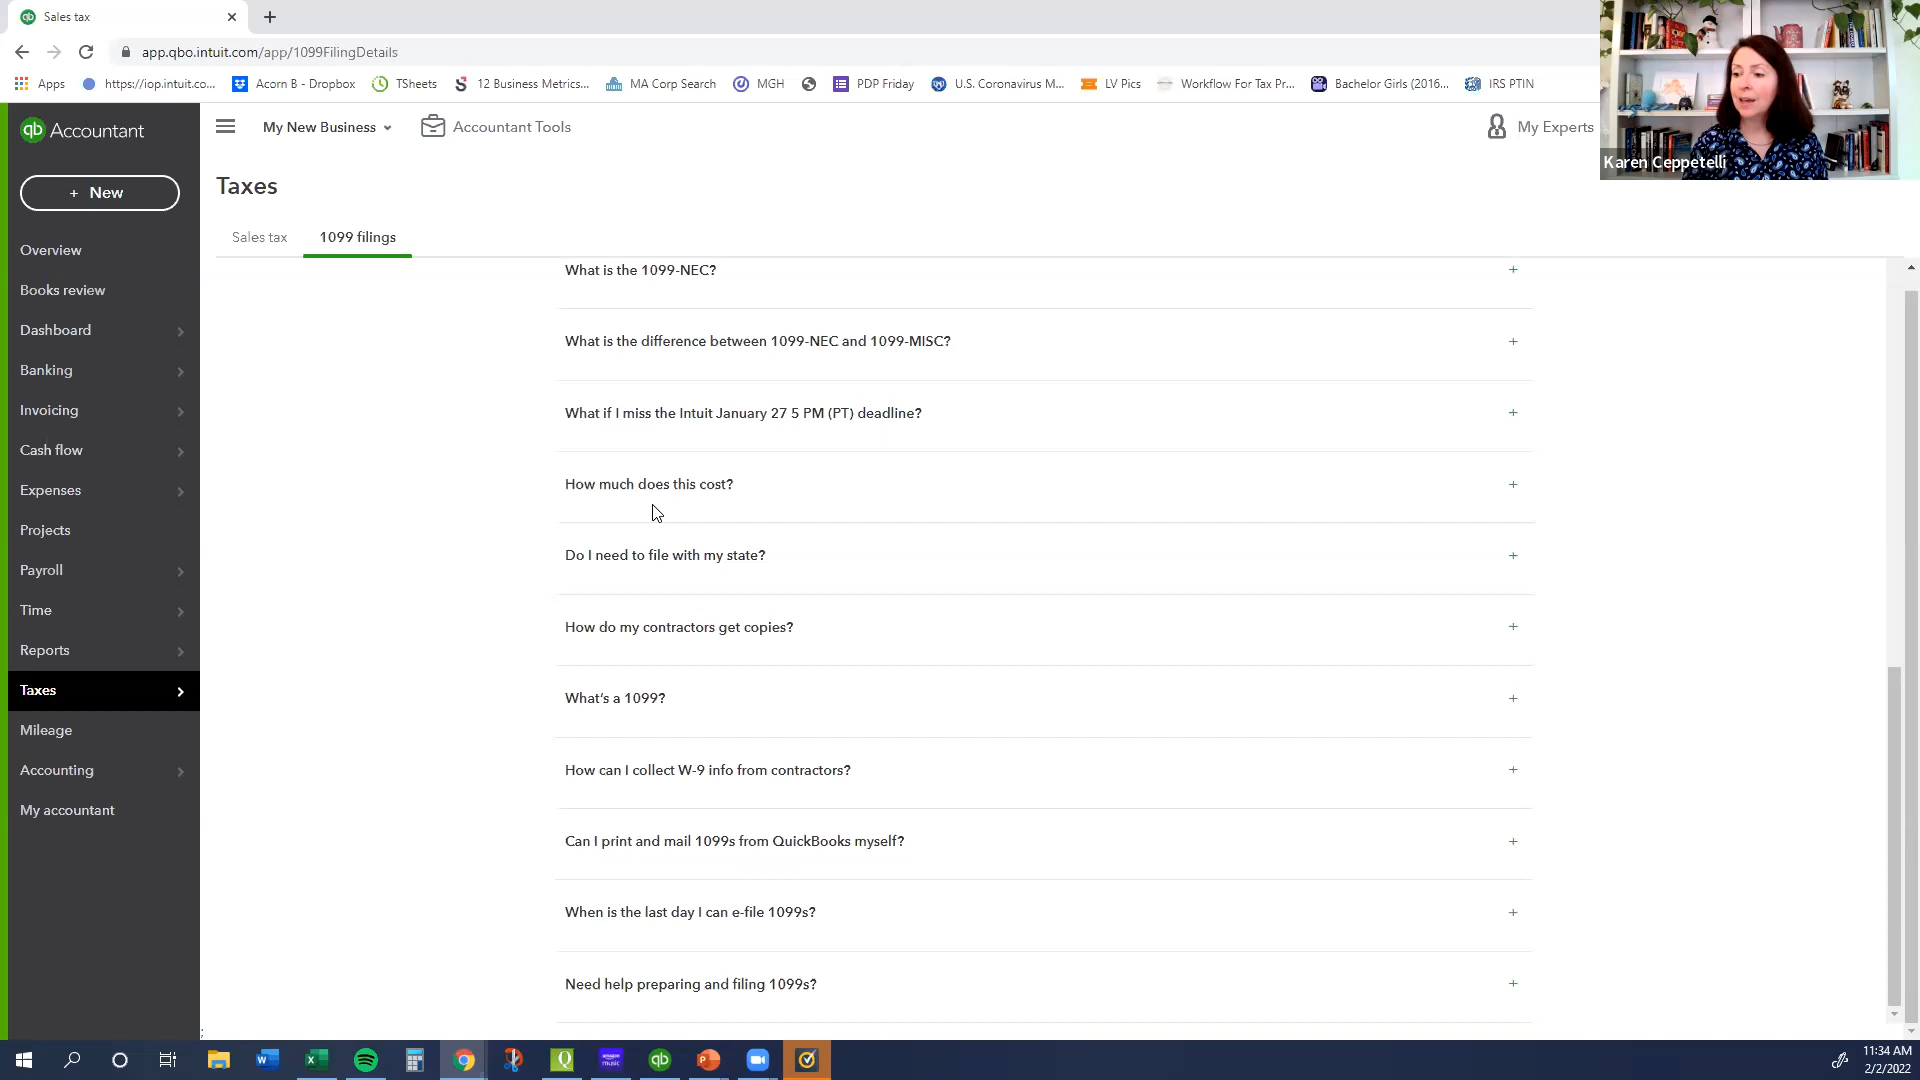 Sales tax
app.qbo.intuit.com/app/1099FilingDetails
Apps
https://iop.intuit.co...
Acorn B - Dropbox
TSheets
12 Business Metrics...
MA Corp Search
MGH
PDP Friday
U.S. Coronavirus M...
LV Pics
Workflow For Tax Pr...
Bachelor Girls (2016...
IRS PTIN
Karen Ceppetelli
qb Accountant
My New Business
Accountant Tools
My Experts
+ New
Overview
Books review
Dashboard
Banking
Invoicing
Cash flow
Expenses
Projects
Payroll
Time
Reports
Taxes
Mileage
Accounting
My accountant
Taxes
Sales tax
1099 filings
What is the 1099-NEC?
What is the difference between 1099-NEC and 1099-MISC?
What if I miss the Intuit January 27 5 PM (PT) deadline?
How much does this cost?
Do I need to file with my state?
How do my contractors get copies?
What's a 1099?
How can I collect W-9 info from contractors?
Can I print and mail 1099s from QuickBooks myself?
When is the last day I can e-file 1099s?
Need help preparing and filing 1099s?
11:34 AM
2/2/2022